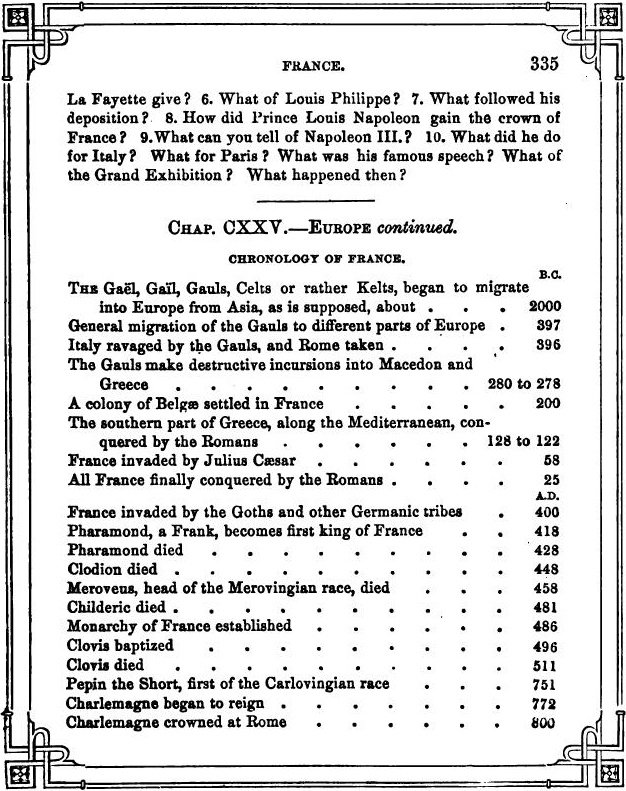 FRANCE. 335
La Fayette give? 6. What of Louis Philippe? 7. What followed his
deposition? 8. How did Prince Louis Napoleon gain the crown of
France? 9. What can you tell of Napoleon III.? 10. What did he do
for Italy? What for Paris? What was his famous speech? What of
the Grand Exhibition? What happened then?
CHAP. CXXV.—EUROPE continued.
CHRONOLOGY OF FRANCE.
B.C.
THE Gaël, Gaïl, Gauls, Celts or rather Kelts, began to migrate
into Europe from Asia, as is supposed, about . . . 2000
General migration of the Gauls to different parts of Europe . 397
Italy ravaged by the Gauls, and Rome taken . . . . 396
The Gauls make destructive incursions into Macedon and
Greece . . . . . . . . . 280 to 278
A colony of Belgæ settled in France . . . . . 200
The southern part of Greece, along the Mediterranean, con-
quered by the Romans . . . . . . 128 to 122
France invaded by Julius Cæsar . . . . . . 58
All France finally conquered by the Romans . . . . 25
A.D.
France invaded by the Goths and other Germanic tribes . 400
Pharamond, a Frank, becomes first king of France . . 418
Pharamond died . . . . . . . . . 428
Clodion died . . . . . . . . . . 448
Meroveus, head of the Merovingian race, died . . . 458
Childeric died . . . . . . . . . . 481
Monarchy of France established . . . . . . 486
Clovis baptized . . . . . . . . . 496
Clovis died . . . . . . . . . . 511
Pepin the Short, first of the Carlovingian race . . . 751
Charlemagne began to reign . . . . . . . 772
Charlemagne crowned at Rome . . . . . . 800